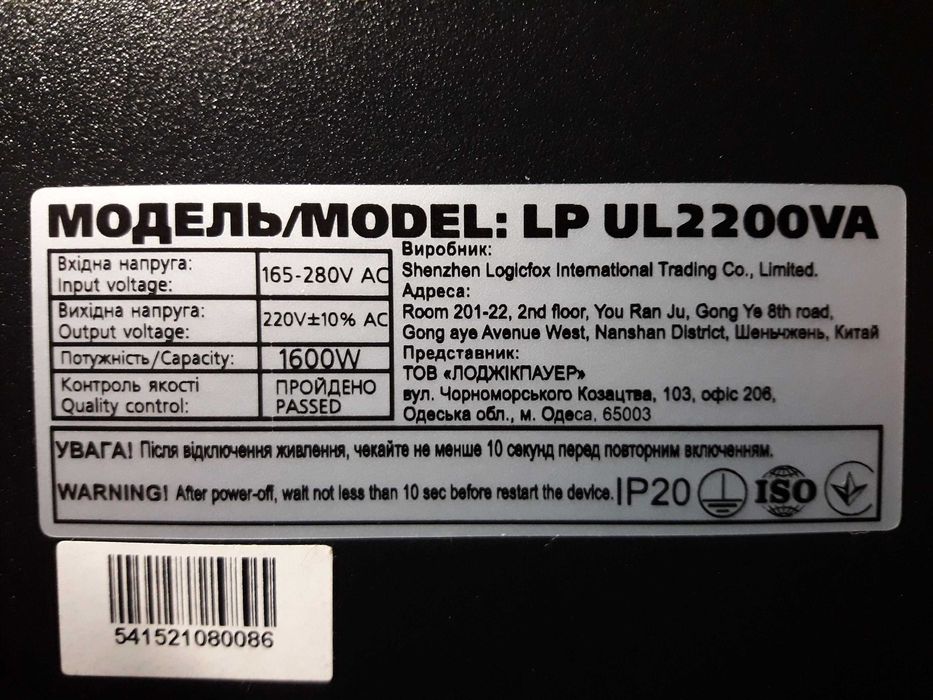 МОДЕЛЬ/MODEL: LP UL2200VA
Вхідна напруга:
Input voltage:
165-280V AC
Вихідна напруга:
Output voltage:
220V±10% AC
Потужність/Capacity:
1600W
Контроль якості
Quality control:
ПРОЙДЕНО
PASSED
Виробник:
Shenzhen Logicfox International Trading Co., Limited.
Адреса:
Room 201-22, 2nd floor, You Ran Ju, Gong Ye 8th road,
Gong aye Avenue West, Nanshan District, Шеньчжень, Китай
Представник:
ТОВ «ЛОДЖІКПАУЕР»
вул. Чорноморського Козацтва, 103, офіс 206,
Одеська обл., м. Одеса, 65003
УВАГА! Після відключення живлення, чекайте не менше 10 секунд перед повторним включенням.
WARNING! After power-off, wait not less than 10 sec before restart the device.
IP20
ISO
541521080086